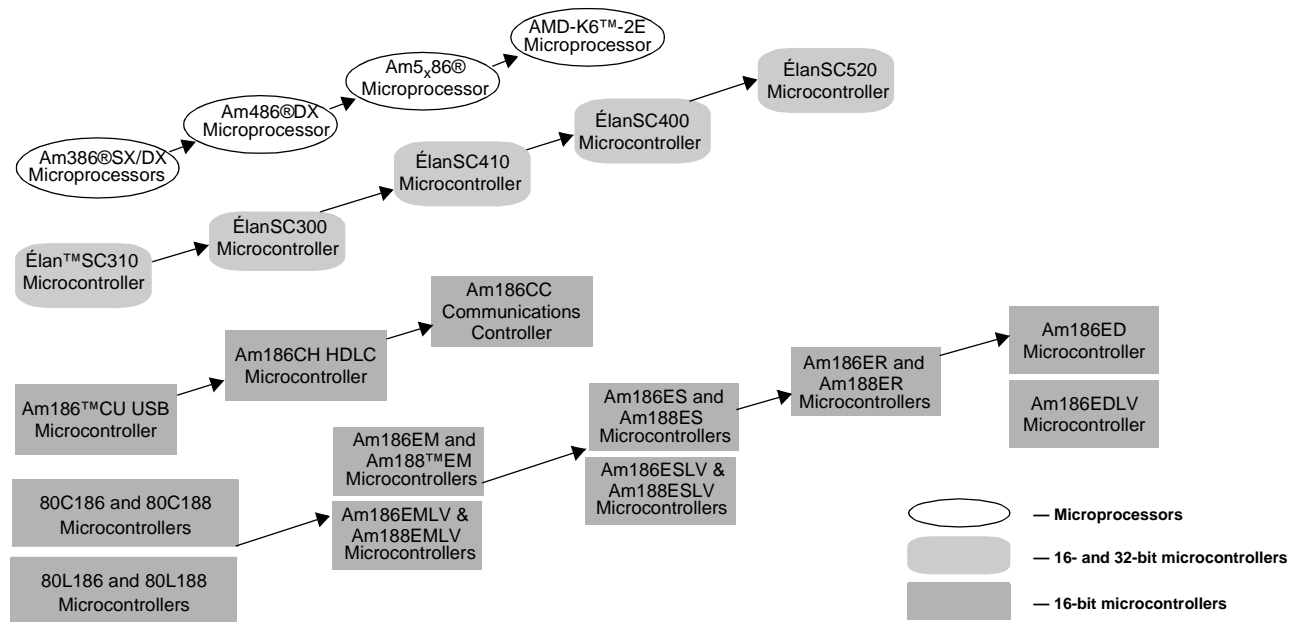 AMD-K6™-2E
Microprocessor
Am5x86®
Microprocessor
Am486®DX
Microprocessor
Am386®SX/DX
Microprocessors
ÉlanSC520
Microcontroller
ÉlanSC400
Microcontroller
ÉlanSC410
Microcontroller
ÉlanSC300
Microcontroller
Élan™SC310
Microcontroller
Am186CC
Communications
Controller
Am186CH HDLC
Microcontroller
Am186™CU USB
Microcontroller
Am186ED
Microcontroller
Am186EDLV
Microcontroller
Am186ER and
Am188ER
Microcontrollers
Am186ES and
Am188ES
Microcontrollers
Am186ESLV &
Am188ESLV
Microcontrollers
Am186EM and
Am188™EM
Microcontrollers
Am186EMLV &
Am188EMLV
Microcontrollers
80C186 and 80C188
Microcontrollers
80L186 and 80L188
Microcontrollers
— Microprocessors
— 16- and 32-bit microcontrollers
— 16-bit microcontrollers